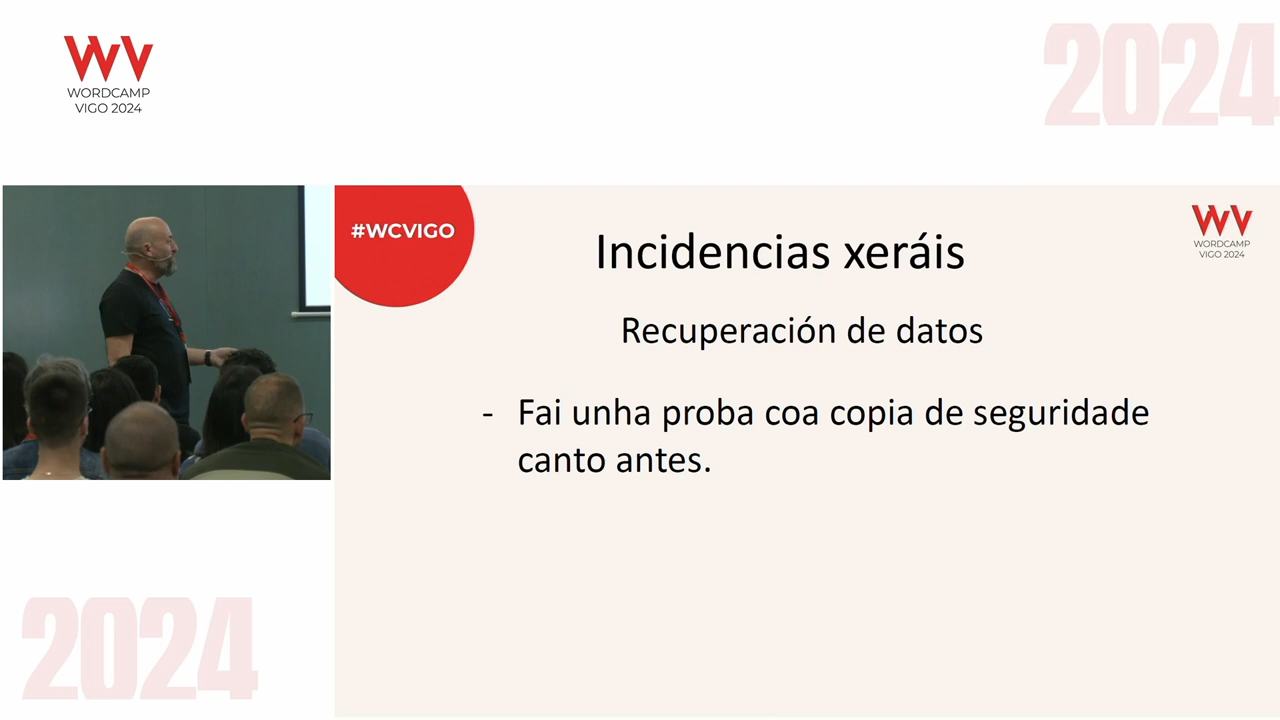 WORDCAMP
VIGO 2024
2024
#WCVIGO
WORDCAMP
VIGO 2024
Incidencias xeráis
Recuperación de datos
- Fai unha proba coa copia de seguridade
canto antes.
2024